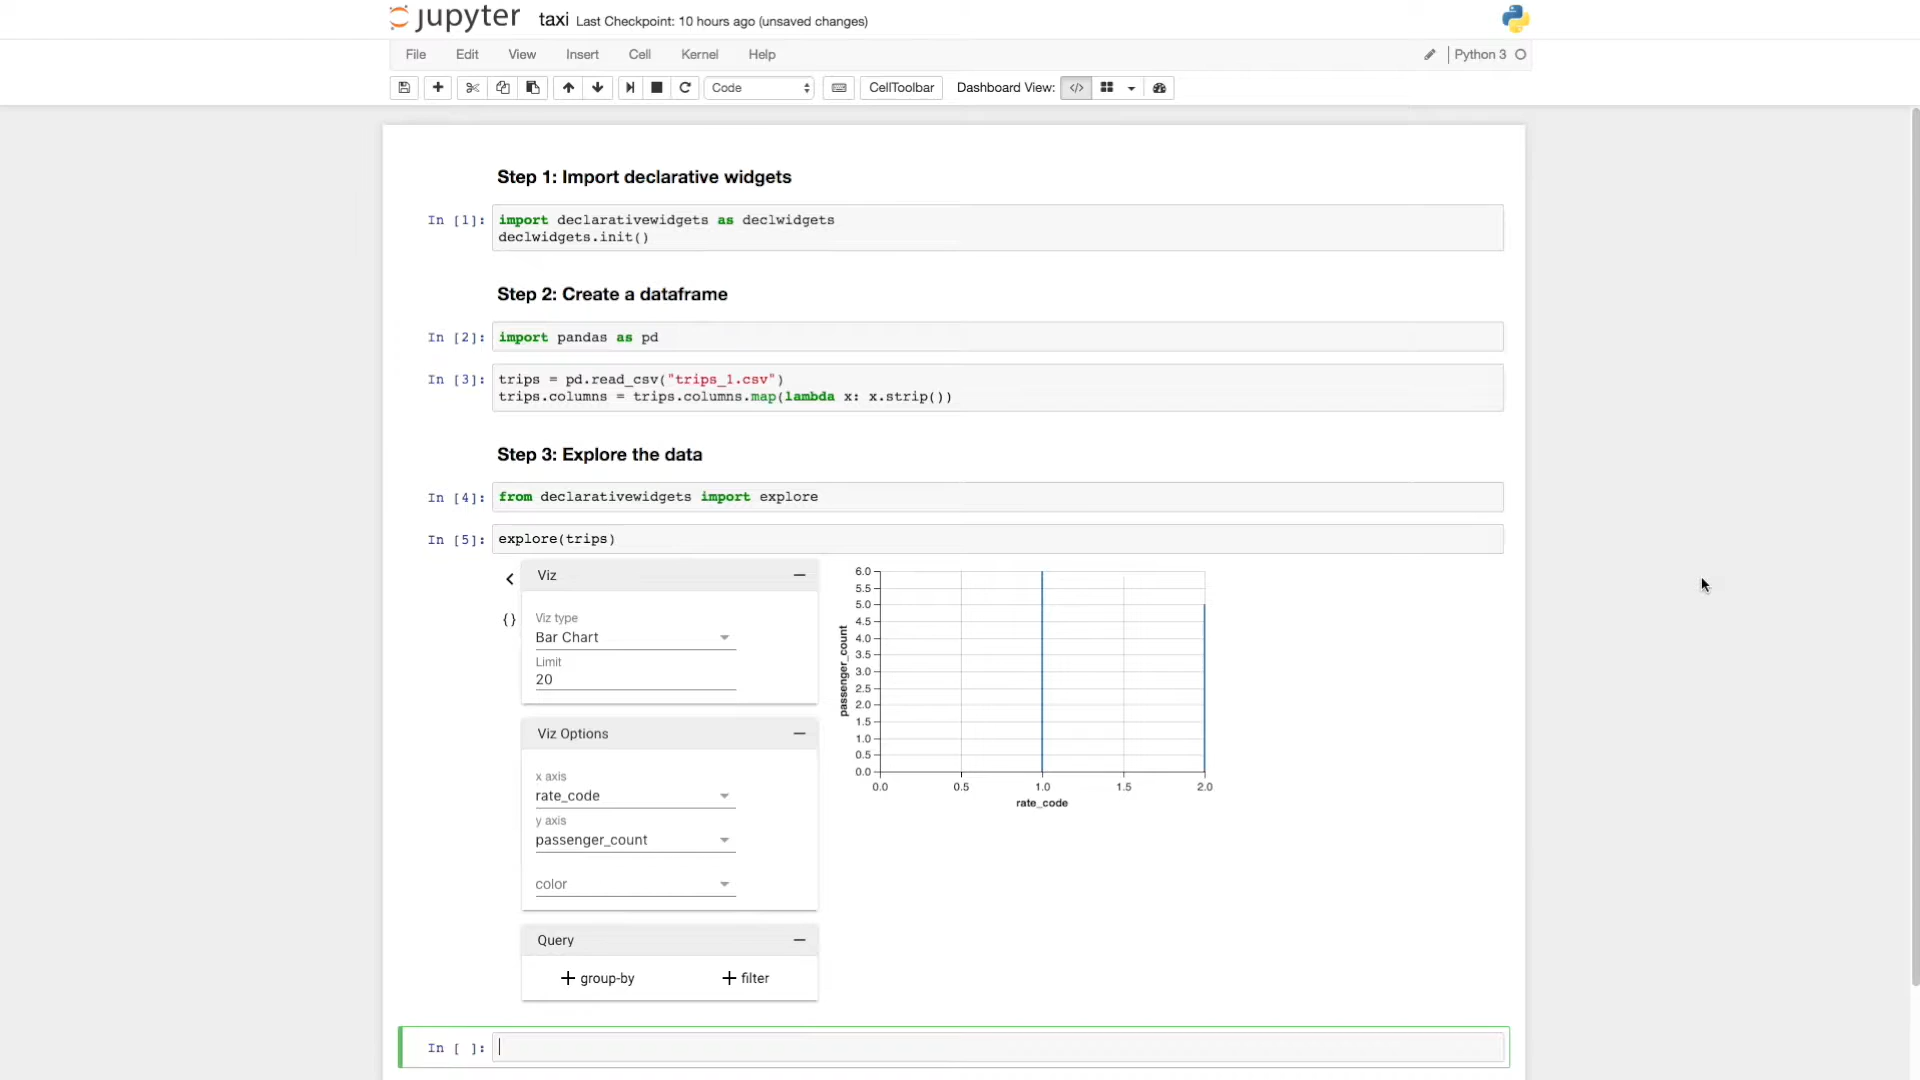 jupyter taxi Last Checkpoint: 10 hours ago (unsaved changes)
File Edit View Insert Cell Kernel Help Python 3
Code CellToolbar Dashboard View: </>
Step 1: Import declarative widgets
In [1]: import declarativewidgets as declwidgets
declwidgets.init()
Step 2: Create a dataframe
In [2]: import pandas as pd
In [3]: trips = pd.read_csv("trips_1.csv")
trips.columns = trips.columns.map(lambda x: x.strip())
Step 3: Explore the data
In [4]: from declarativewidgets import explore
In [5]: explore(trips)
Viz
{}
Viz type
Bar Chart
Limit
20
Viz Options
x axis
rate_code
y axis
passenger_count
color
Query
+ group-by + filter
passenger_count
6.0
5.5
5.0
4.5
4.0
3.5
3.0
2.5
2.0
1.5
1.0
0.5
0.0
0.0 0.5 1.0 1.5 2.0
rate_code
In [ ]: